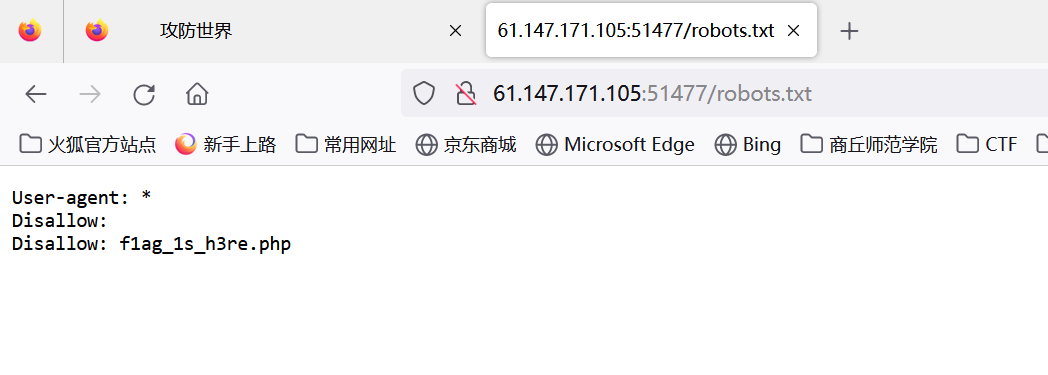 攻防世界
61.147.171.105:51477/robots.txt
61.147.171.105:51477/robots.txt
火狐官方站点 新手上路 常用网址 京东商城 Microsoft Edge Bing 商丘师范学院 CTF
User-agent: *
Disallow:
Disallow: f1ag_1s_h3re.php